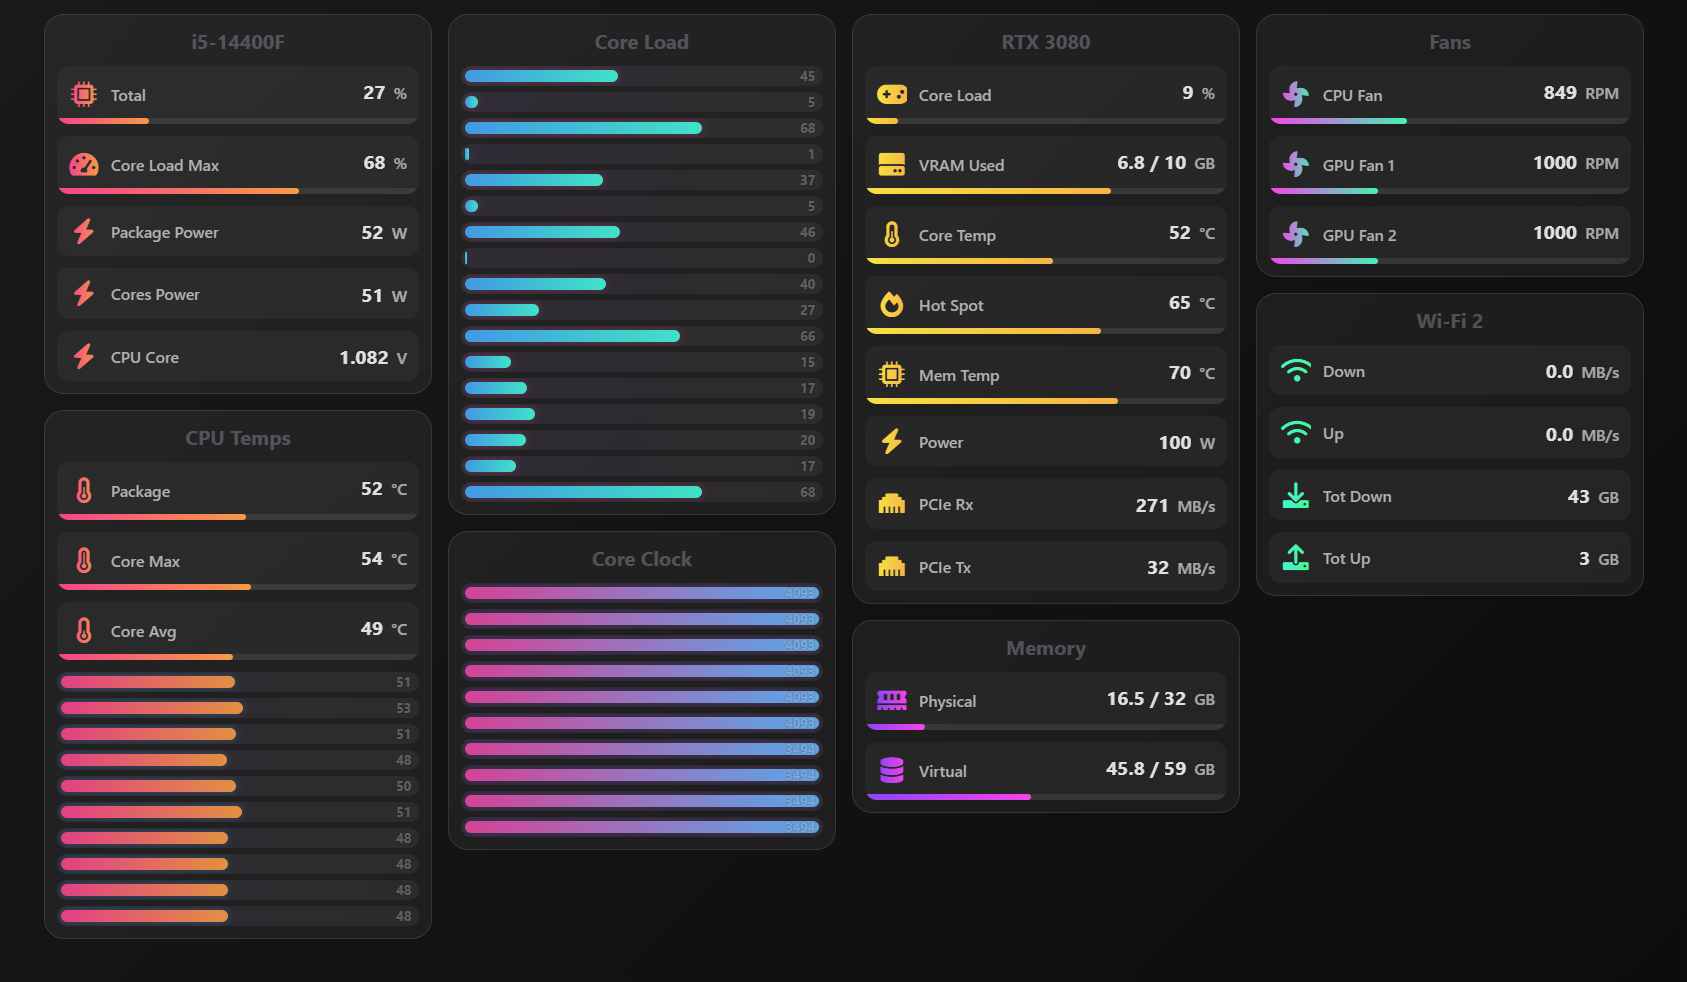 i5-14400F
Total 27 %
Core Load Max 68 %
Package Power 52 W
Cores Power 51 W
CPU Core 1.082 V
CPU Temps
Package 52 °C
Core Max 54 °C
Core Avg 49 °C
51
53
51
48
50
51
48
48
48
48
Core Load
45
5
68
1
37
5
46
0
40
27
66
15
17
19
20
17
68
Core Clock
4093
4093
4093
4093
4093
4093
3494
3494
3494
3494
RTX 3080
Core Load 9 %
VRAM Used 6.8 / 10 GB
Core Temp 52 °C
Hot Spot 65 °C
Mem Temp 70 °C
Power 100 W
PCIe Rx 271 MB/s
PCIe Tx 32 MB/s
Memory
Physical 16.5 / 32 GB
Virtual 45.8 / 59 GB
Fans
CPU Fan 849 RPM
GPU Fan 1 1000 RPM
GPU Fan 2 1000 RPM
Wi-Fi 2
Down 0.0 MB/s
Up 0.0 MB/s
Tot Down 43 GB
Tot Up 3 GB